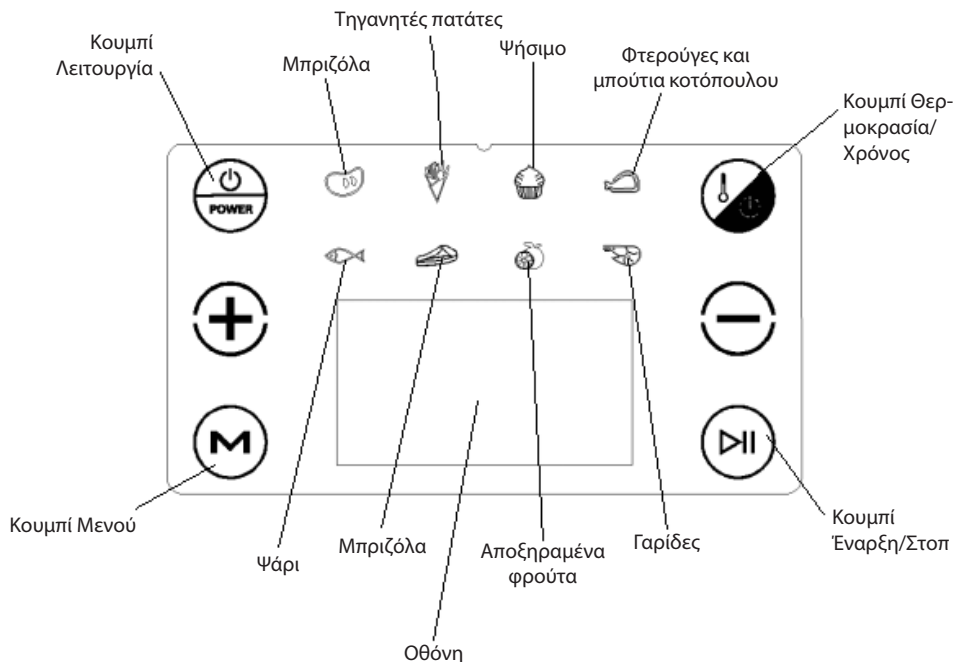 Τηγανητές πατάτες
Κουμπί
Λειτουργία
Μπριζόλα
Ψήσιμο
Φτερούγες και
μπούτια κοτόπουλου
Κουμπί Θερ-
μοκρασία/
Χρόνος
POWER
M
Κουμπί Μενού
Ψάρι
Μπριζόλα
Αποξηραμένα
φρούτα
Γαρίδες
Κουμπί
Έναρξη/Στοπ
Οθόνη